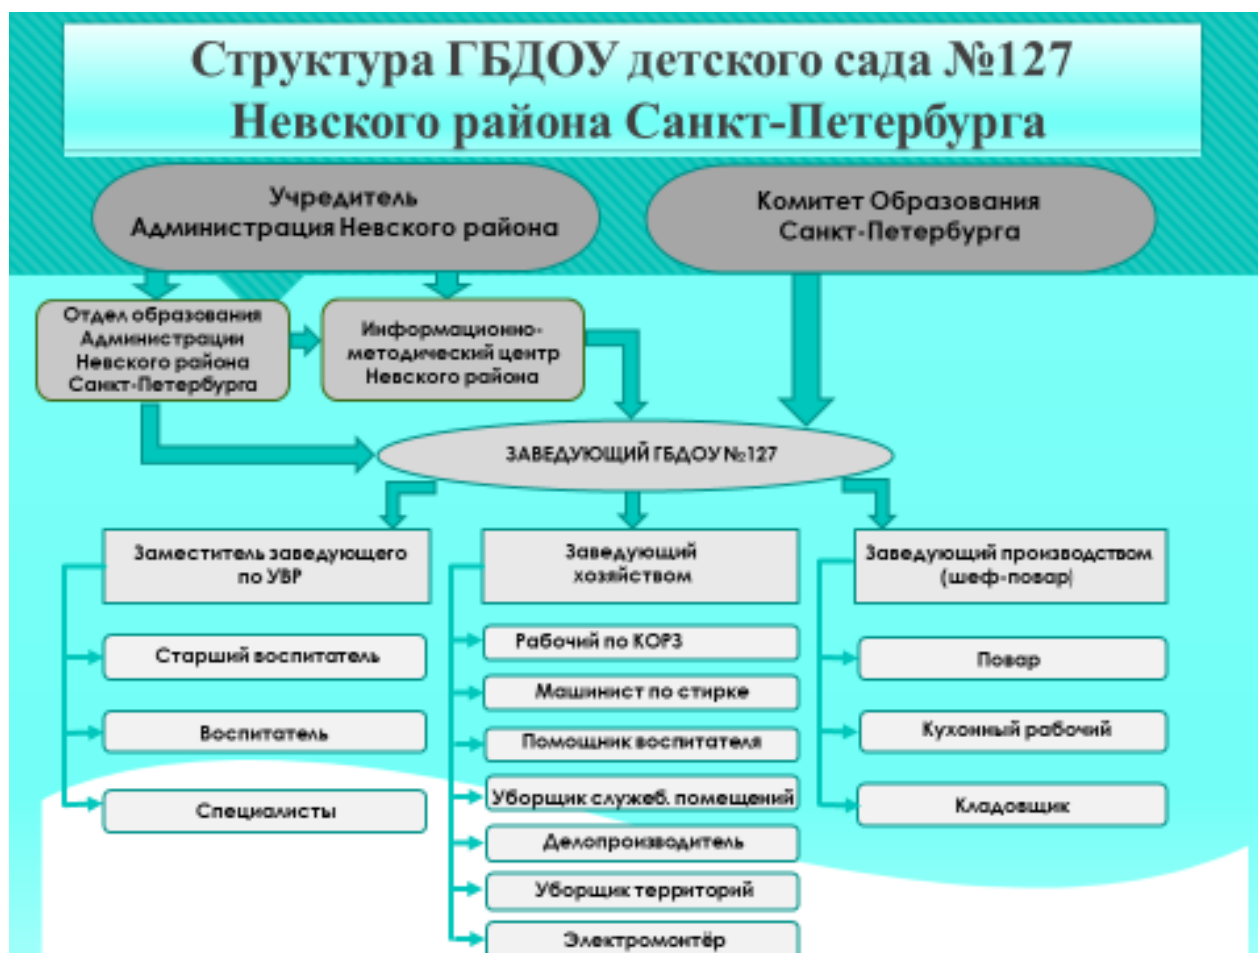 Структура ГБДОУ детского сада №127
Невского района Санкт-Петербурга
Учредитель
Администрация Невского района
Комитет Образования
Санкт-Петербурга
Отдел образования
Администрации
Невского района
Санкт-Петербурга
Информационно-
методический центр
Невского района
ЗАВЕДУЮЩИЙ ГБДОУ №127
Заместитель заведующего
по УВР
Старший воспитатель
Воспитатель
Специалисты
Заведующий
хозяйством
Рабочий по КОРЗ
Машинист по стирке
Помощник воспитателя
Уборщик служеб. помещений
Делопроизводитель
Уборщик территорий
Электромонтёр
Заведующий производством
(шеф-повар)
Повар
Кухонный рабочий
Кладовщик